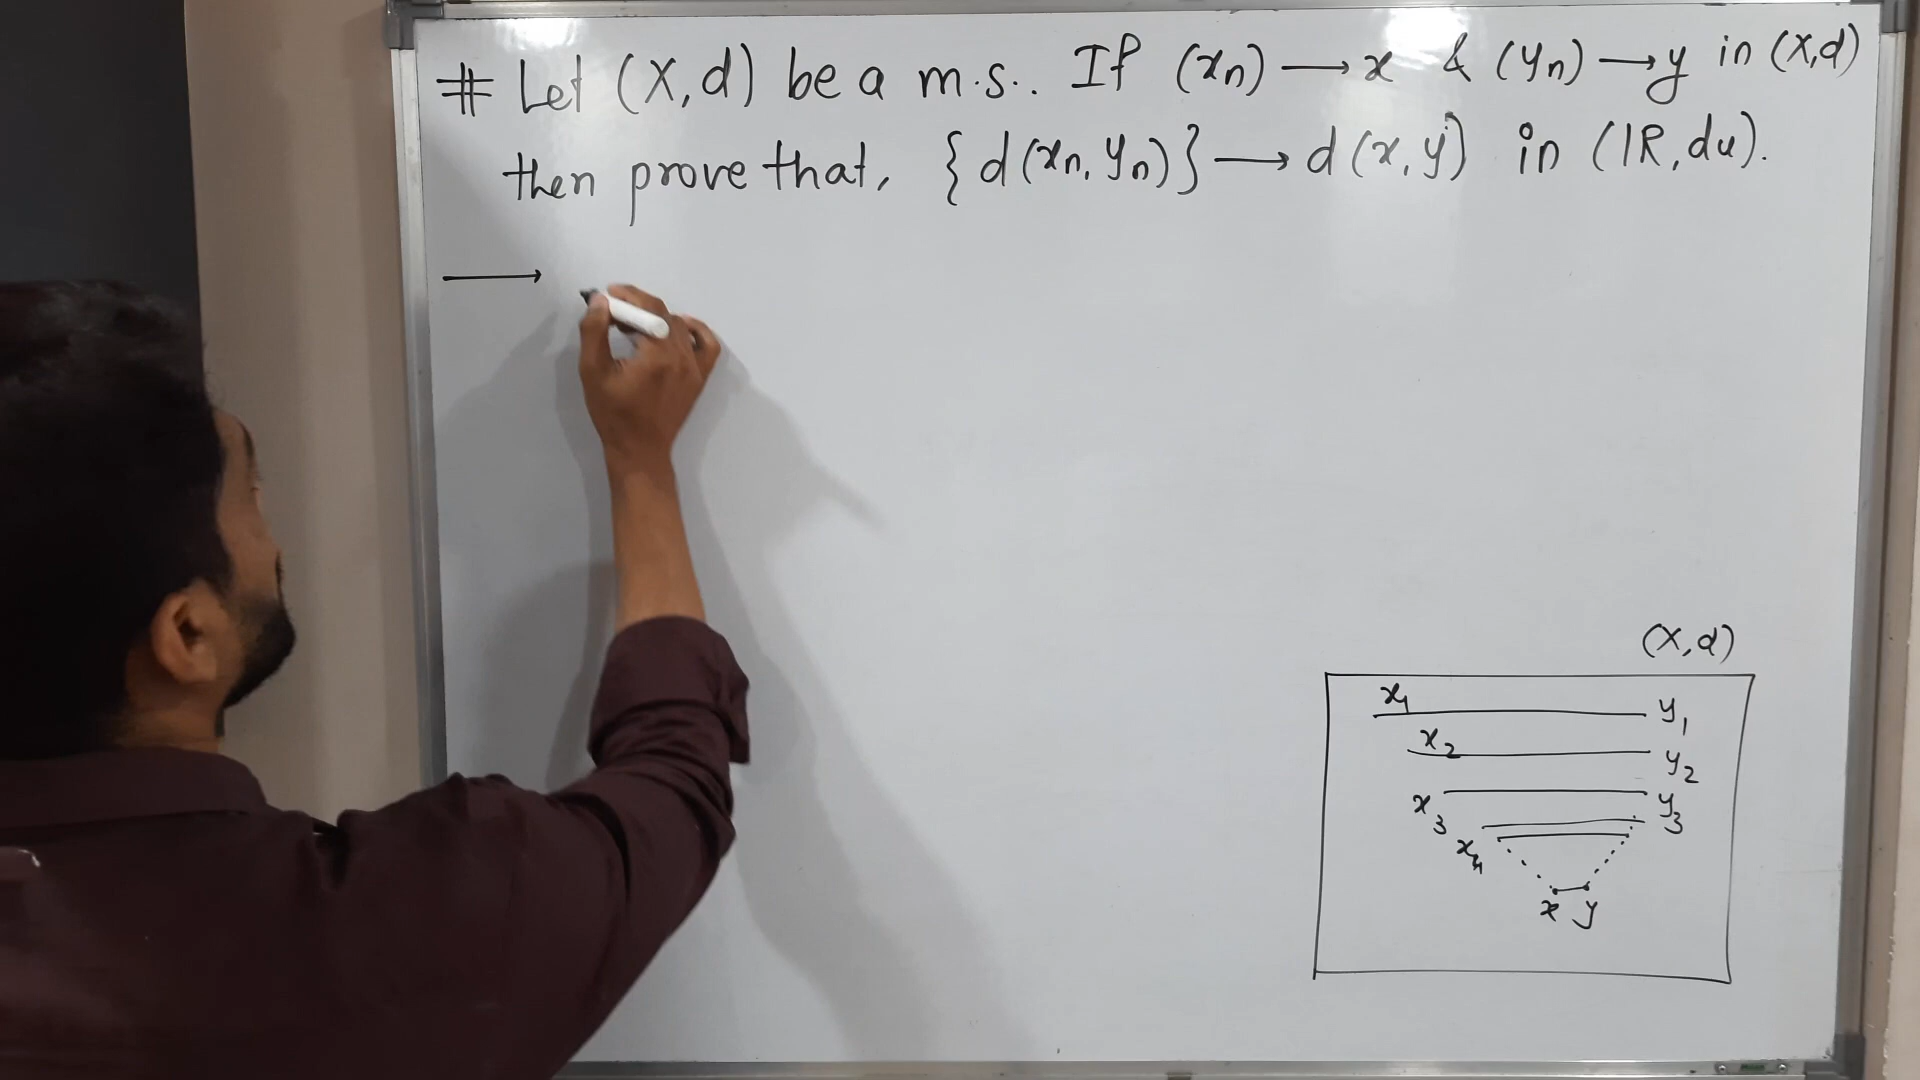 # Let (X,d) be a m.s.. If (xn) → x & (yn) → y in (X,d)
then prove that, {d(xn, yn)} → d(x,y) in (IR, du).
→
(X,d)
x1 y1
x2 y2
x3 y3
x4
x y